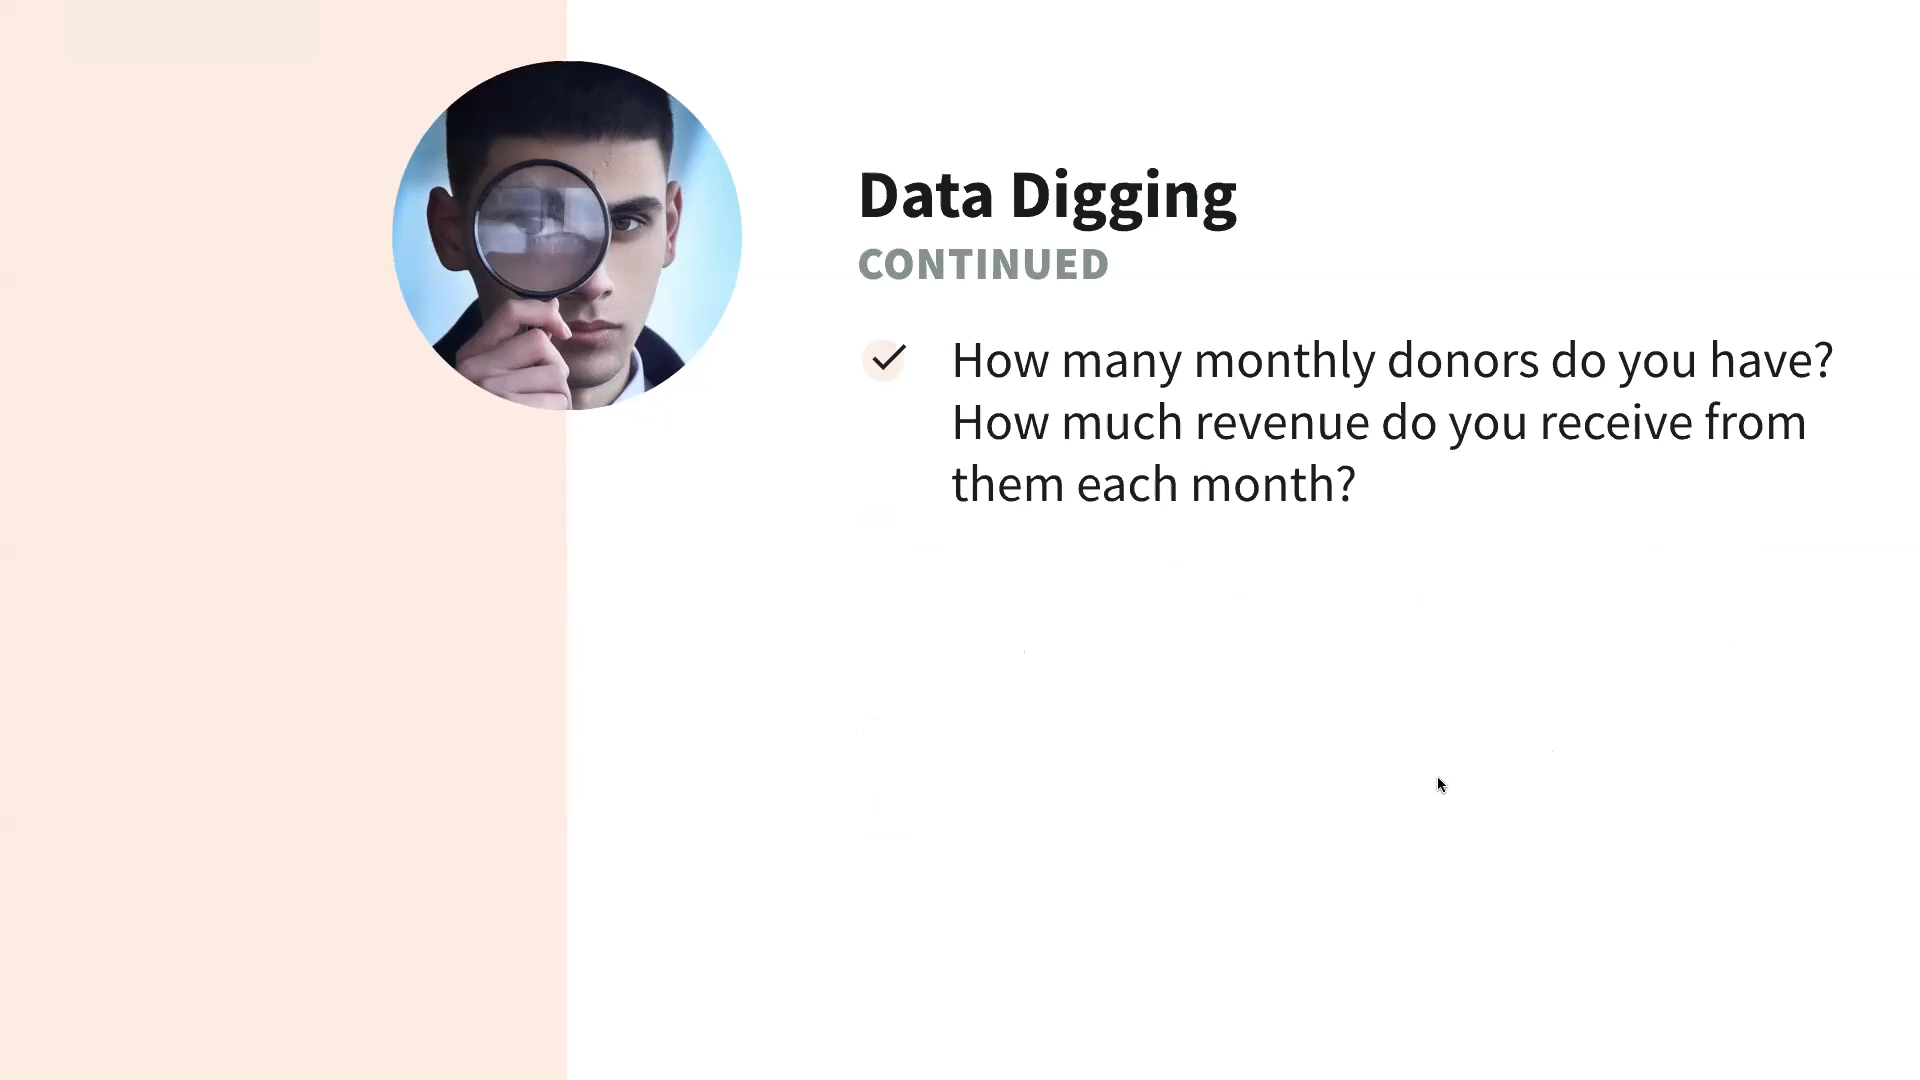 Data Digging
CONTINUED
How many monthly donors do you have?
How much revenue do you receive from
them each month?